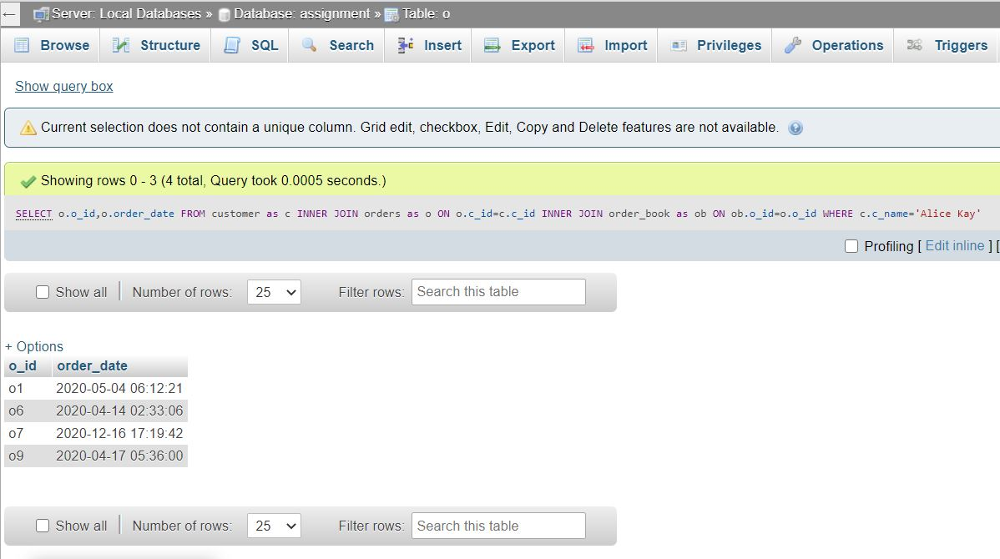 ← Server: Local Databases » Database: assignment » Table: o
Browse Structure SQL Search Insert Export Import Privileges Operations Triggers
Show query box
Current selection does not contain a unique column. Grid edit, checkbox, Edit, Copy and Delete features are not available.
Showing rows 0 - 3 (4 total, Query took 0.0005 seconds.)
SELECT o.o_id,o.order_date FROM customer as c INNER JOIN orders as o ON o.c_id=c.c_id INNER JOIN order_book as ob ON ob.o_id=o.o_id WHERE c.c_name='Alice Kay'
Profiling [ Edit inline ] [
Show all Number of rows: 25 Filter rows: Search this table
+ Options
o_id order_date
o1 2020-05-04 06:12:21
o6 2020-04-14 02:33:06
o7 2020-12-16 17:19:42
o9 2020-04-17 05:36:00
Show all Number of rows: 25 Filter rows: Search this table